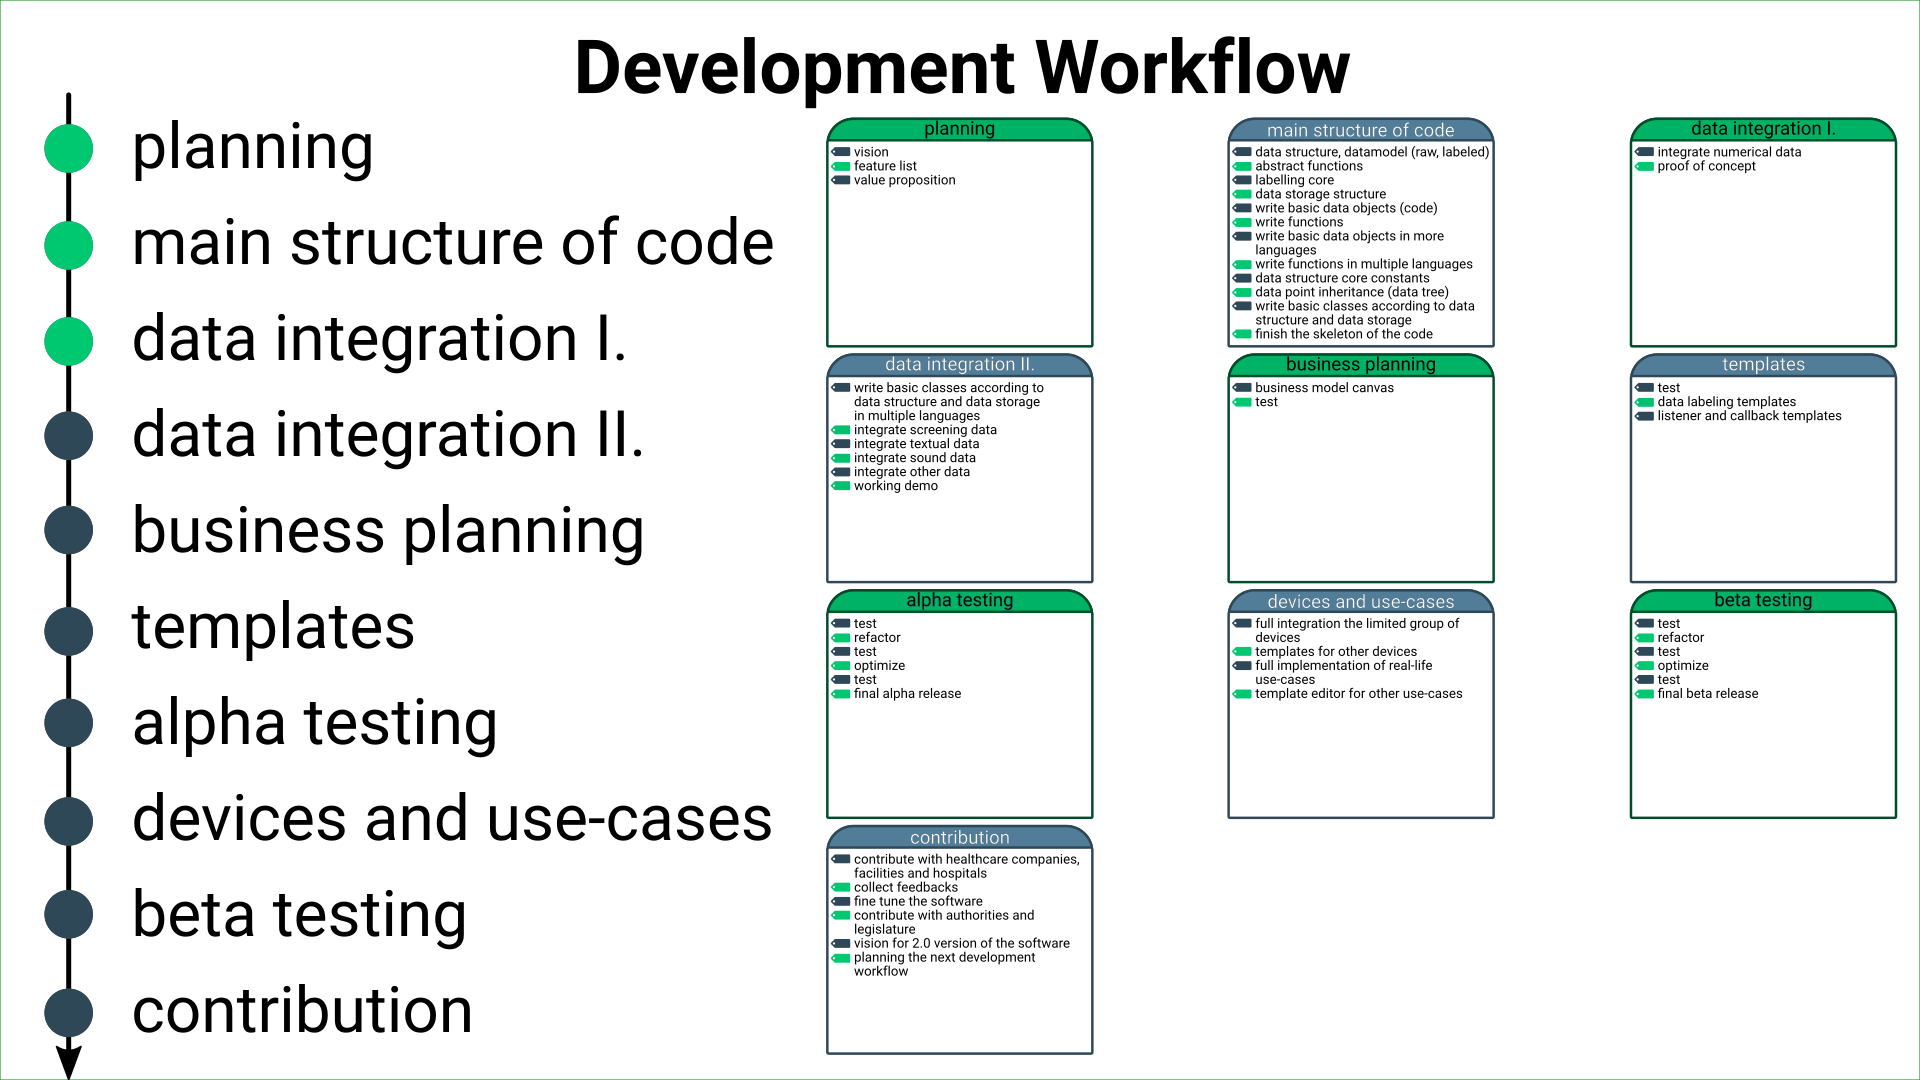 Development Workflow
planning
main structure of code
data integration I.
data integration II.
business planning
templates
alpha testing
devices and use-cases
beta testing
contribution
planning
vision
feature list
value proposition
main structure of code
data structure, datamodel (raw, labeled)
abstract functions
labelling core
data storage structure
write basic data objects (code)
write functions
write basic data objects in more
languages
write functions in multiple languages
data structure core constants
data point inheritance (data tree)
write basic classes according to data
structure and data storage
finish the skeleton of the code
data integration I.
integrate numerical data
proof of concept
data integration II.
write basic classes according to
data structure and data storage
in multiple languages
integrate screening data
integrate textual data
integrate sound data
integrate other data
working demo
business planning
business model canvas
test
templates
test
data labeling templates
listener and callback templates
alpha testing
test
refactor
test
optimize
test
final alpha release
devices and use-cases
full integration the limited group of
devices
templates for other devices
full implementation of real-life
use-cases
template editor for other use-cases
beta testing
test
refactor
test
optimize
test
final beta release
contribution
contribute with healthcare companies,
facilities and hospitals
collect feedbacks
fine tune the software
contribute with authorities and
legislature
vision for 2.0 version of the software
planning the next development
workflow